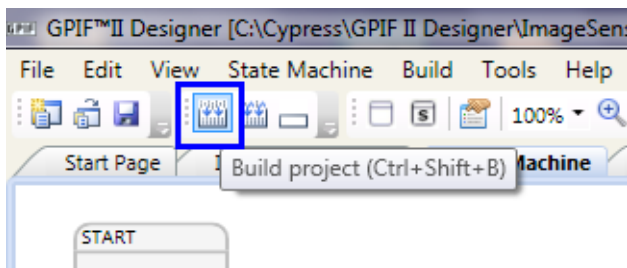 GPIF™II Designer [C:\Cypress\GPIF II Designer\ImageSens
File Edit View State Machine Build Tools Help
100%
Start Page Machine
Build project (Ctrl+Shift+B)
START